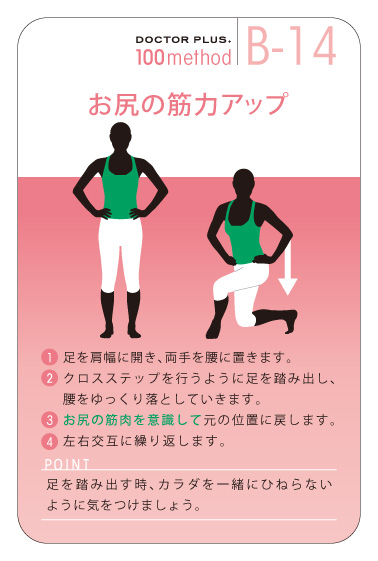 DOCTOR PLUS.
100method
B-14
お尻の筋力アップ
1 足を肩幅に開き、両手を腰に置きます。
2 クロスステップを行うように足を踏み出し、
腰をゆっくり落としていきます。
3 お尻の筋肉を意識して元の位置に戻します。
4 左右交互に繰り返します。
POINT
足を踏み出す時、カラダを一緒にひねらない
ように気をつけましょう。